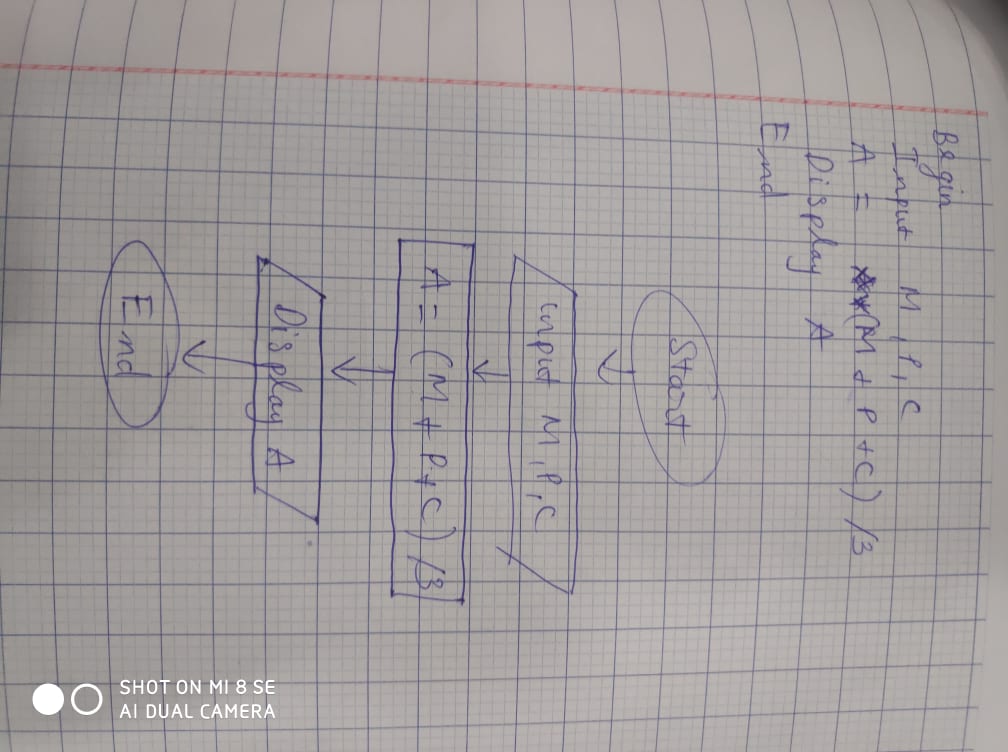 Begin
Input M, P, C
A = (M + P + C) /3
Display A
End
Start
input M, P, C
A = (M + P + C) /3
Display A
End
SHOT ON MI 8 SE
AI DUAL CAMERA